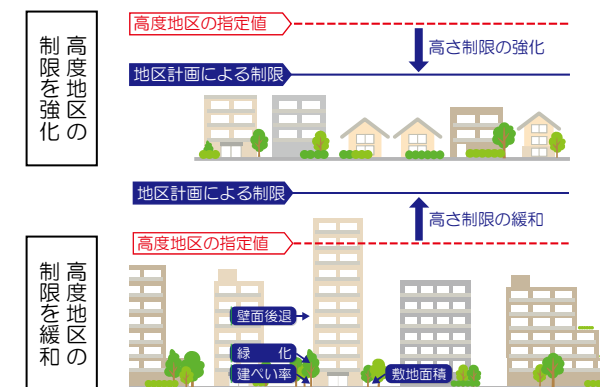 高度地区の
制限を強化
高度地区の指定値
高さ制限の強化
地区計画による制限
高度地区の
制限を緩和
地区計画による制限
高さ制限の緩和
高度地区の指定値
壁面後退
緑　化
建ぺい率
敷地面積